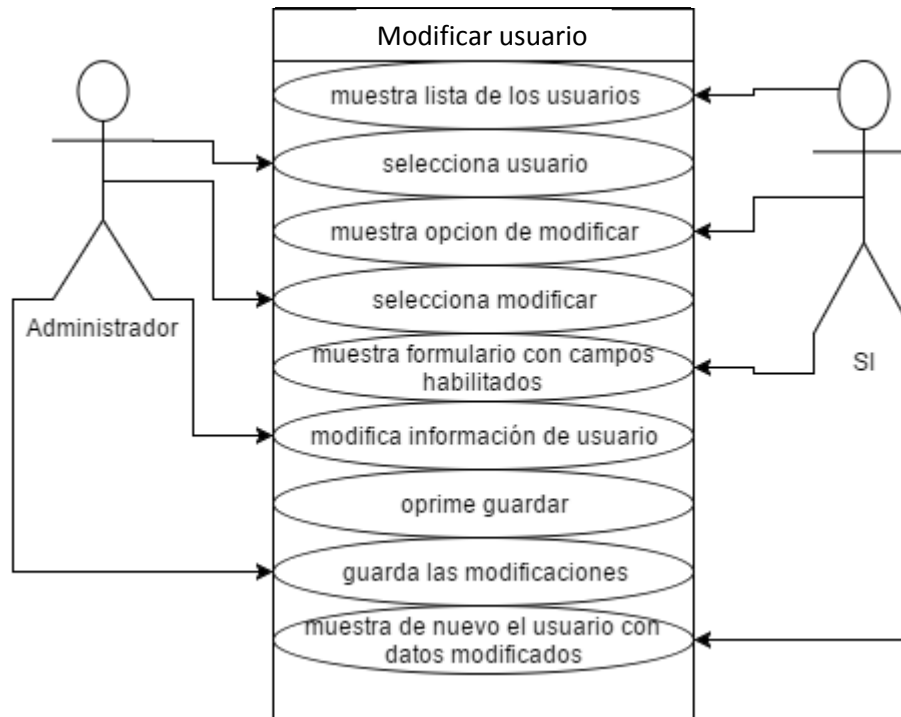 Modificar usuario
muestra lista de los usuarios
selecciona usuario
muestra opcion de modificar
selecciona modificar
Administrador
muestra formulario con campos
habilitados
SI
modifica información de usuario
oprime guardar
guarda las modificaciones
muestra de nuevo el usuario con
datos modificados